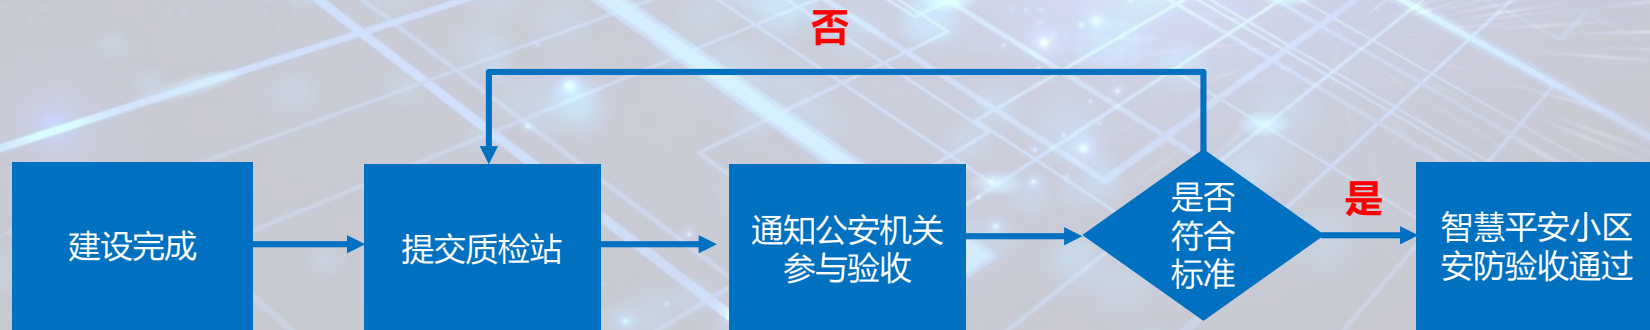 否
建设完成
提交质检站
通知公安机关
参与验收
是否
符合
标准
是
智慧平安小区
安防验收通过